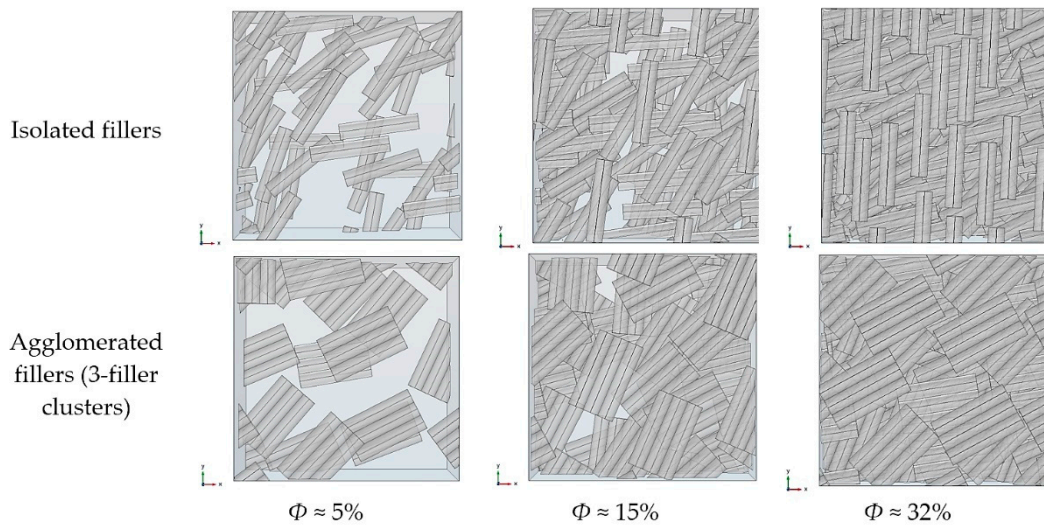 Isolated fillers
y
x
y
x
y
x
Agglomerated
fillers (3-filler
clusters)
y
x
y
x
y
x
Φ ≈ 5%
Φ ≈ 15%
Φ ≈ 32%